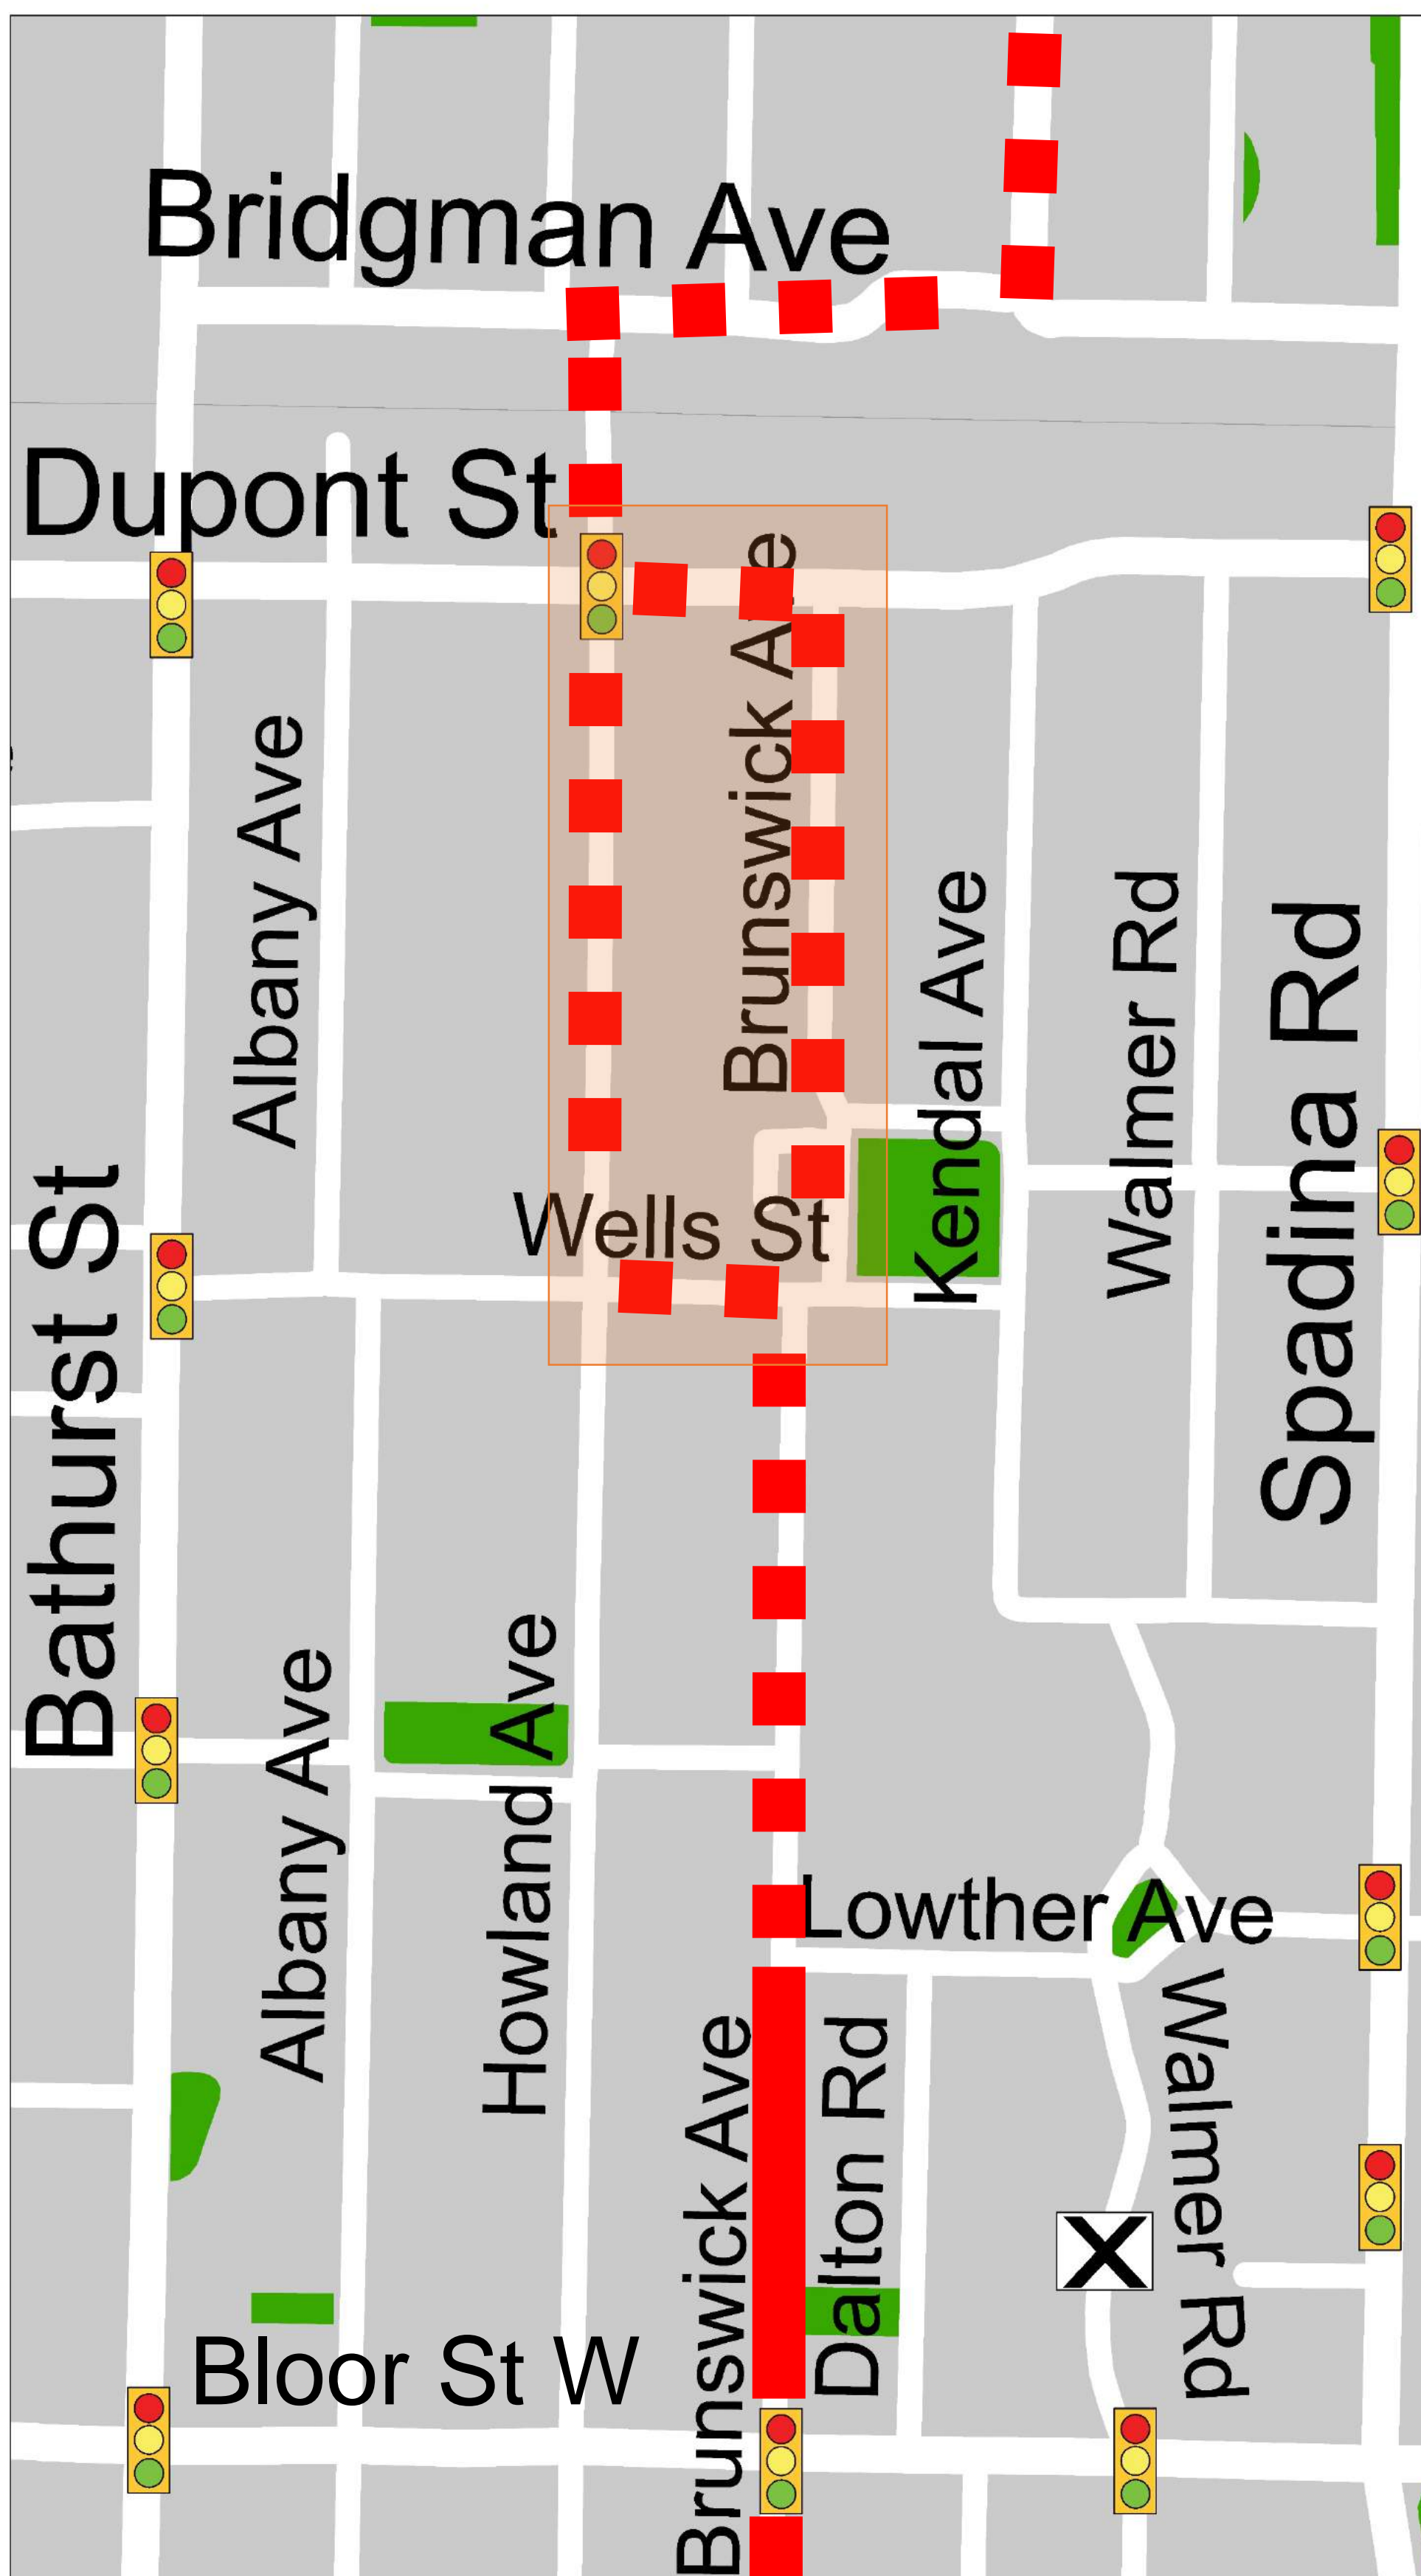 Bridgman Ave
Dupont St
Brunswick Ave
Albany Ave
Kendal Ave
Walmer Rd
Spadina Rd
Bathurst St
Wells St
Howland Ave
Albany Ave
Lowther Ave
Walmer Rd
Brunswick Ave
Dalton Rd
X
Bloor St W
Brunswick Ave